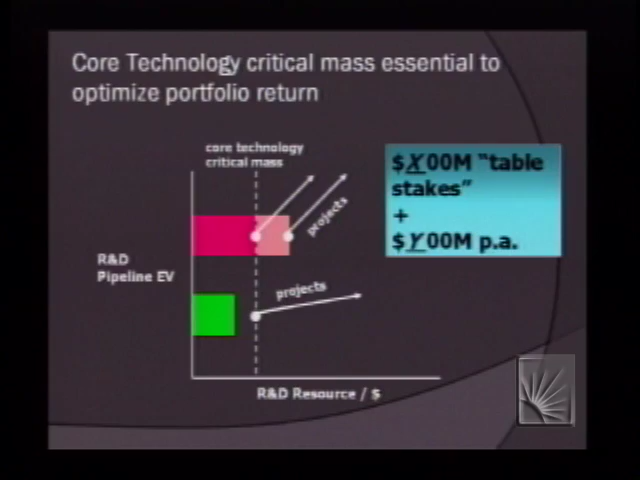 Core Technology critical mass essential to
optimize portfolio return
core technology
critical mass
$X00M "table
stakes"
+
$Y00M p.a.
projects
R&D
Pipeline EV
projects
R&D Resource / $